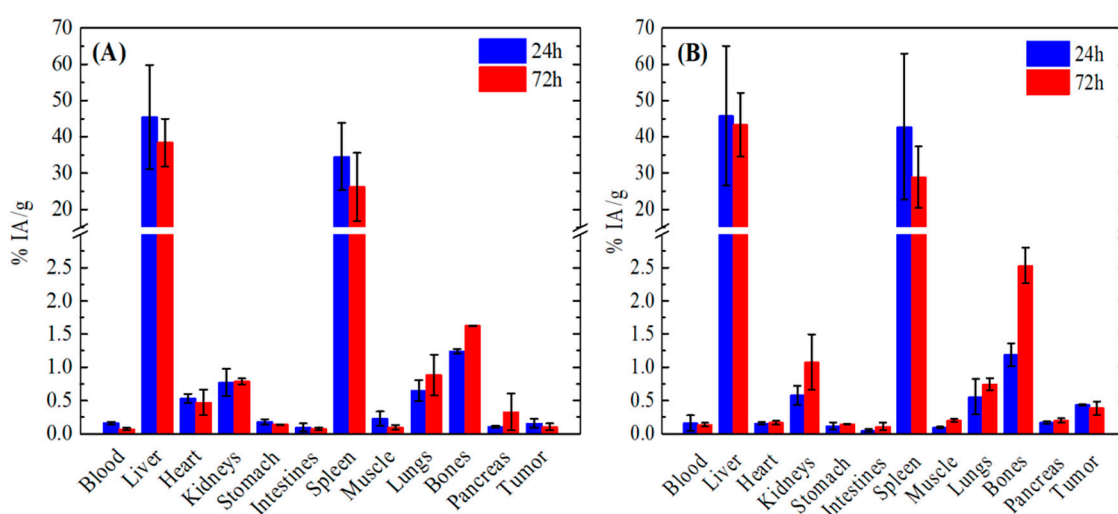 (A)
24h
72h
% IA/g
70
60
50
40
30
20
2.5
2.0
1.5
1.0
0.5
0.0
Blood
Liver
Heart
Kidneys
Stomach
Intestines
Spleen
Muscle
Lungs
Bones
Pancreas
Tumor
(B)
24h
72h
% IA/g
70
60
50
40
30
20
2.5
2.0
1.5
1.0
0.5
0.0
Blood
Liver
Heart
Kidneys
Stomach
Intestines
Spleen
Muscle
Lungs
Bones
Pancreas
Tumor